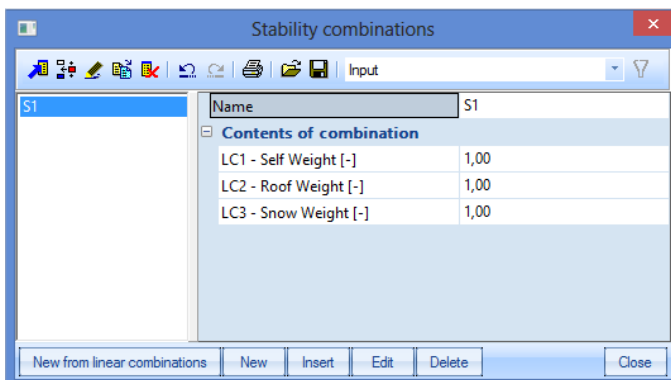 Stability combinations
Input
S1
Name S1
Contents of combination
LC1 - Self Weight [-] 1,00
LC2 - Roof Weight [-] 1,00
LC3 - Snow Weight [-] 1,00
New from linear combinations New Insert Edit Delete Close